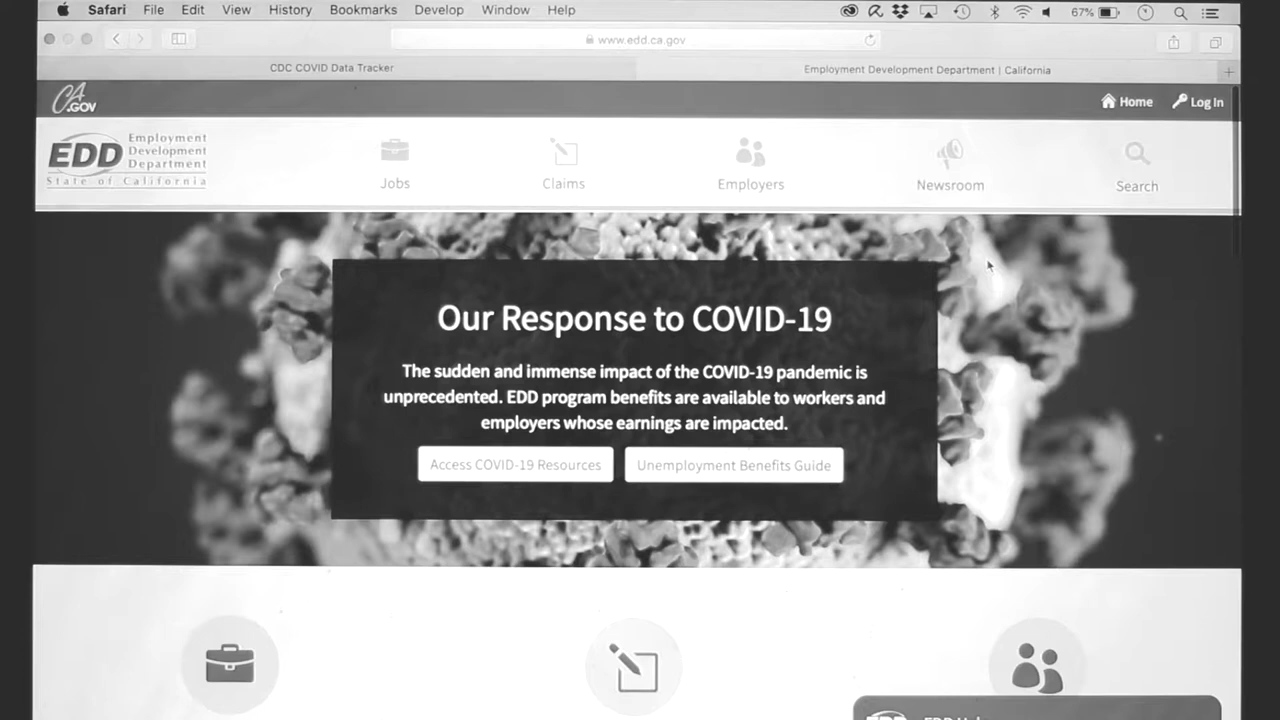 Safari File Edit View History Bookmarks Develop Window Help 67%
www.edd.ca.gov
CDC COVID Data Tracker
Employment Development Department | California
CA.GOV
Home Log In
EDD Employment
Development
Department
State of California
Jobs Claims Employers Newsroom Search
Our Response to COVID-19
The sudden and immense impact of the COVID-19 pandemic is
unprecedented. EDD program benefits are available to workers and
employers whose earnings are impacted.
Access COVID-19 Resources Unemployment Benefits Guide